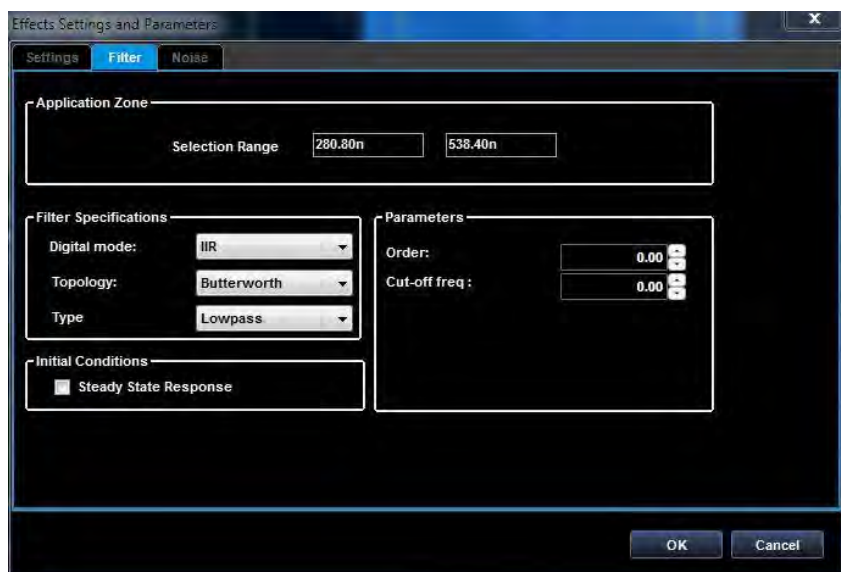 Effects Settings and Parameters
X
Settings Filter Noise
Application Zone
Selection Range 280.80n 538.40n
Filter Specifications
Digital mode: IIR
Topology: Butterworth
Type Lowpass
Parameters
Order: 0.00
Cut-off freq : 0.00
Initial Conditions
Steady State Response
OK Cancel